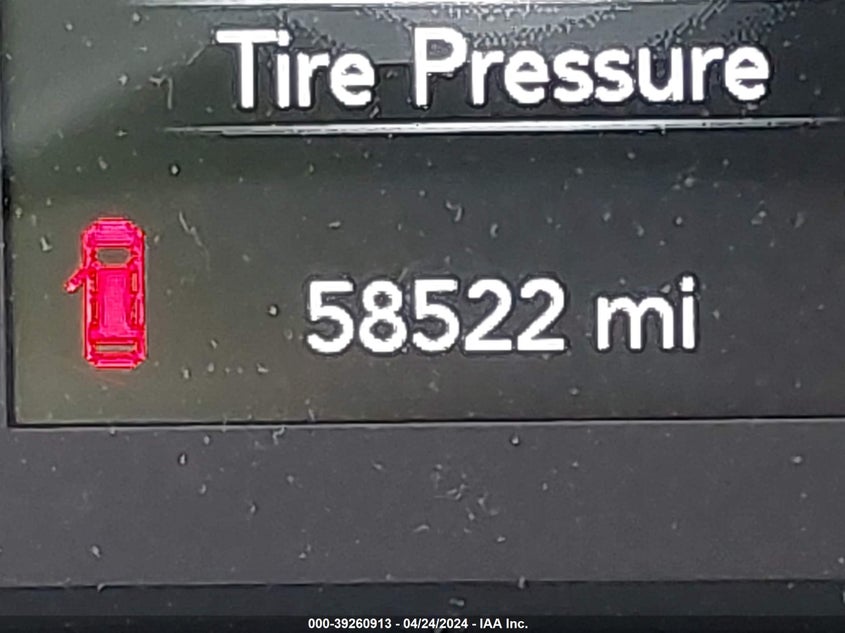 Tire Pressure
58522 mi
000-39260913 - 04/24/2024 - IAA Inc.